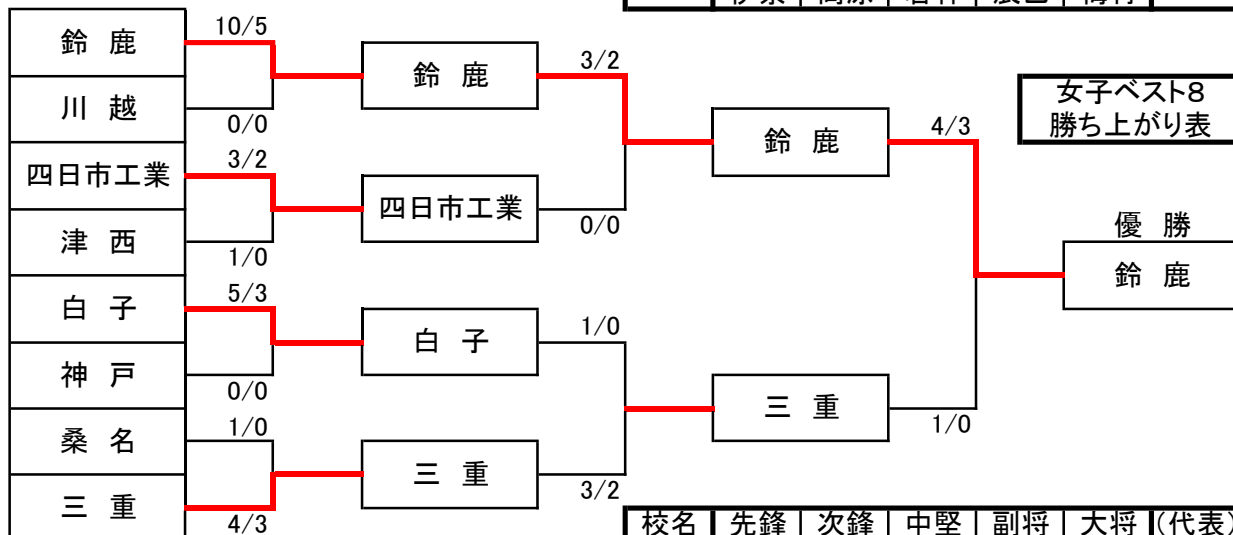 鈴 鹿
川 越
四日市工業
津 西
白 子
神 戸
桑 名
三 重
10/5
0/0
3/2
1/0
5/3
0/0
1/0
4/3
鈴 鹿
四日市工業
白 子
三 重
3/2
0/0
1/0
3/2
鈴 鹿
三 重
4/3
1/0
女子ベスト8
勝ち上がり表
優 勝
鈴 鹿
校名 先鋒 次鋒 中堅 副将 大将 (代表)